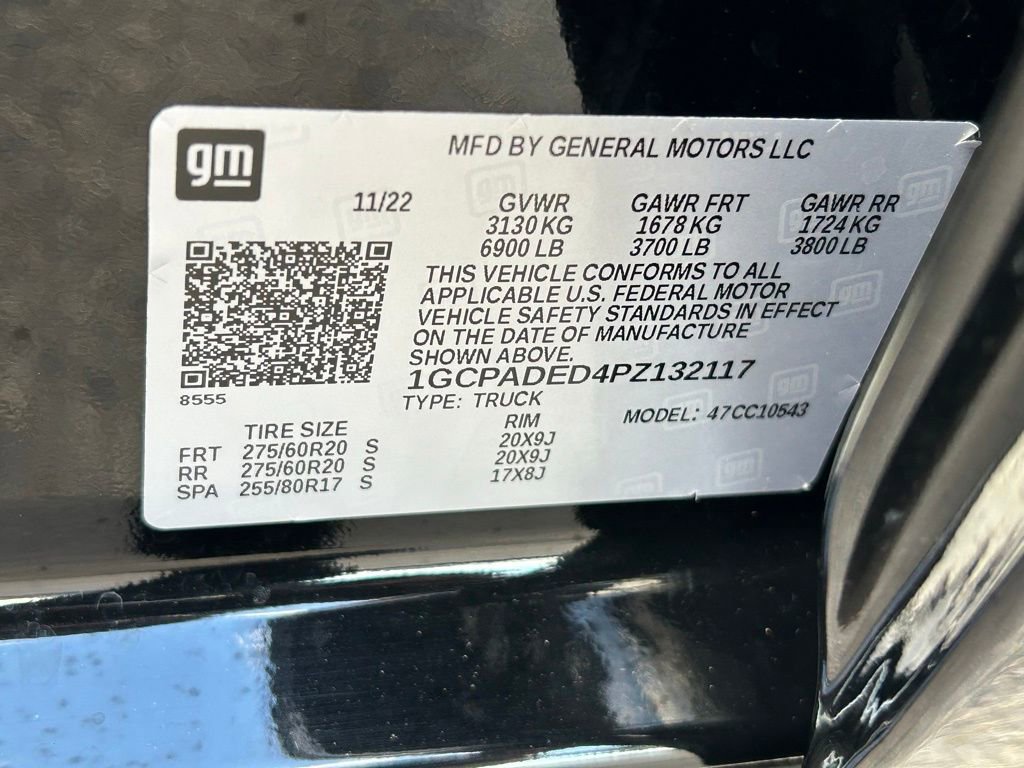 gm
MFD BY GENERAL MOTORS LLC
11/22 GVWR GAWR FRT GAWR RR
3130 KG 1678 KG 1724 KG
6900 LB 3700 LB 3800 LB
THIS VEHICLE CONFORMS TO ALL
APPLICABLE U.S. FEDERAL MOTOR
VEHICLE SAFETY STANDARDS IN EFFECT
ON THE DATE OF MANUFACTURE
SHOWN ABOVE.
1GCPADED4PZ132117
8555
TYPE: TRUCK MODEL: 47CC10543
TIRE SIZE RIM
FRT 275/60R20 S 20X9J
RR 275/60R20 S 20X9J
SPA 255/80R17 S 17X8J